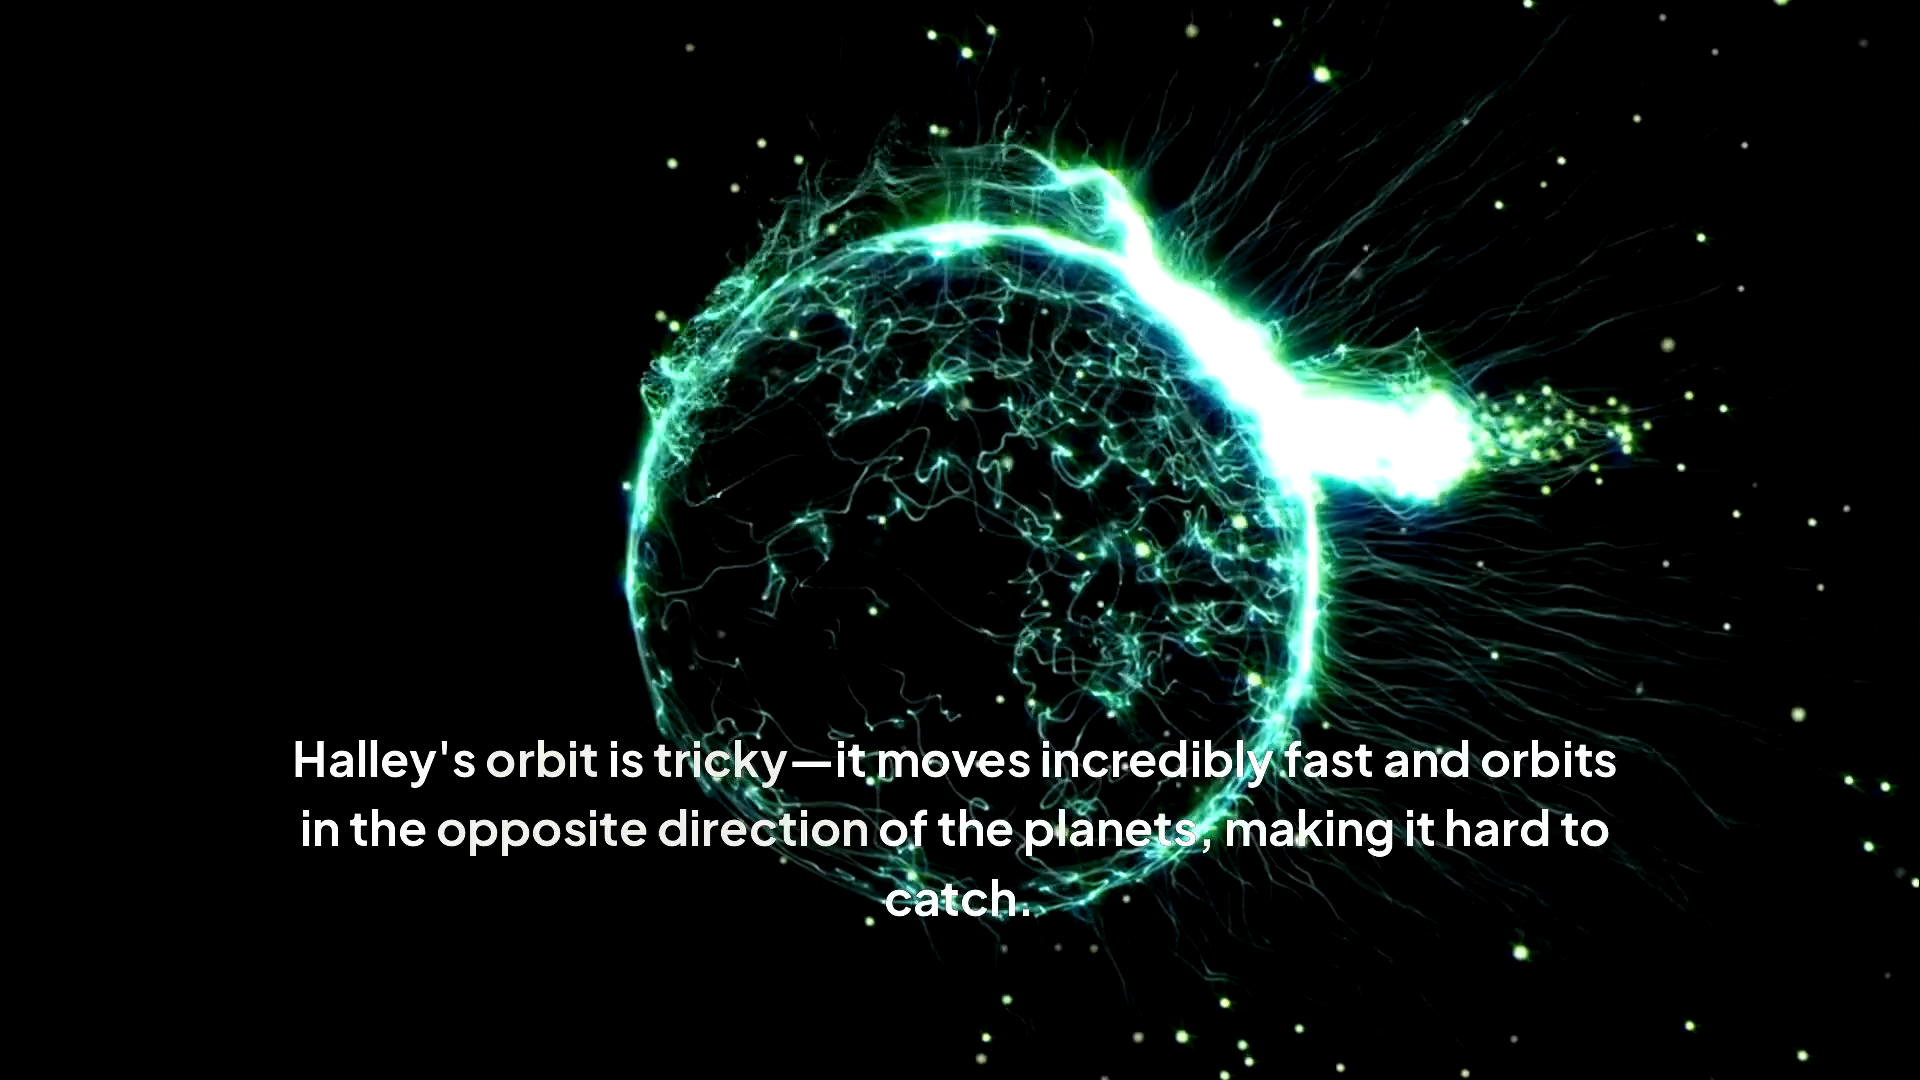 Halley's orbit is tricky—it moves incredibly fast and orbits
in the opposite direction of the planets, making it hard to
catch.